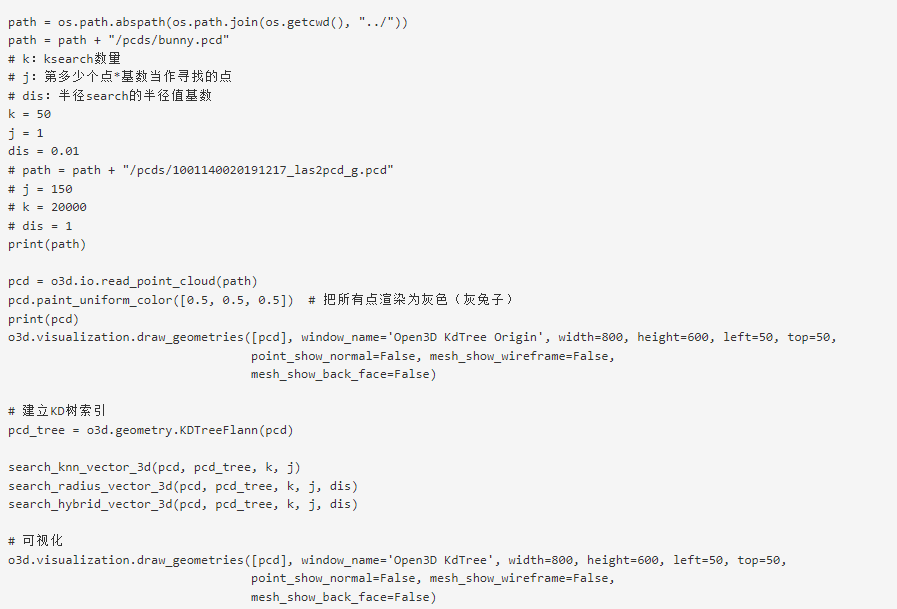 path = os.path.abspath(os.path.join(os.getcwd(), "../"))
path = path + "/pcds/bunny.pcd"
# k：ksearch数量
# j：第多少个点*基数当作寻找的点
# dis：半径search的半径值基数
k = 50
j = 1
dis = 0.01
# path = path + "/pcds/1001140020191217_las2pcd_g.pcd"
# j = 150
# k = 20000
# dis = 1
print(path)
pcd = o3d.io.read_point_cloud(path)
pcd.paint_uniform_color([0.5, 0.5, 0.5])  # 把所有点渲染为灰色（灰兔子）
print(pcd)
o3d.visualization.draw_geometries([pcd], window_name='Open3D KdTree Origin', width=800, height=600, left=50, top=50,
point_show_normal=False, mesh_show_wireframe=False,
mesh_show_back_face=False)
# 建立KD树索引
pcd_tree = o3d.geometry.KDTreeFlann(pcd)
search_knn_vector_3d(pcd, pcd_tree, k, j)
search_radius_vector_3d(pcd, pcd_tree, k, j, dis)
search_hybrid_vector_3d(pcd, pcd_tree, k, j, dis)
# 可视化
o3d.visualization.draw_geometries([pcd], window_name='Open3D KdTree', width=800, height=600, left=50, top=50,
point_show_normal=False, mesh_show_wireframe=False,
mesh_show_back_face=False)